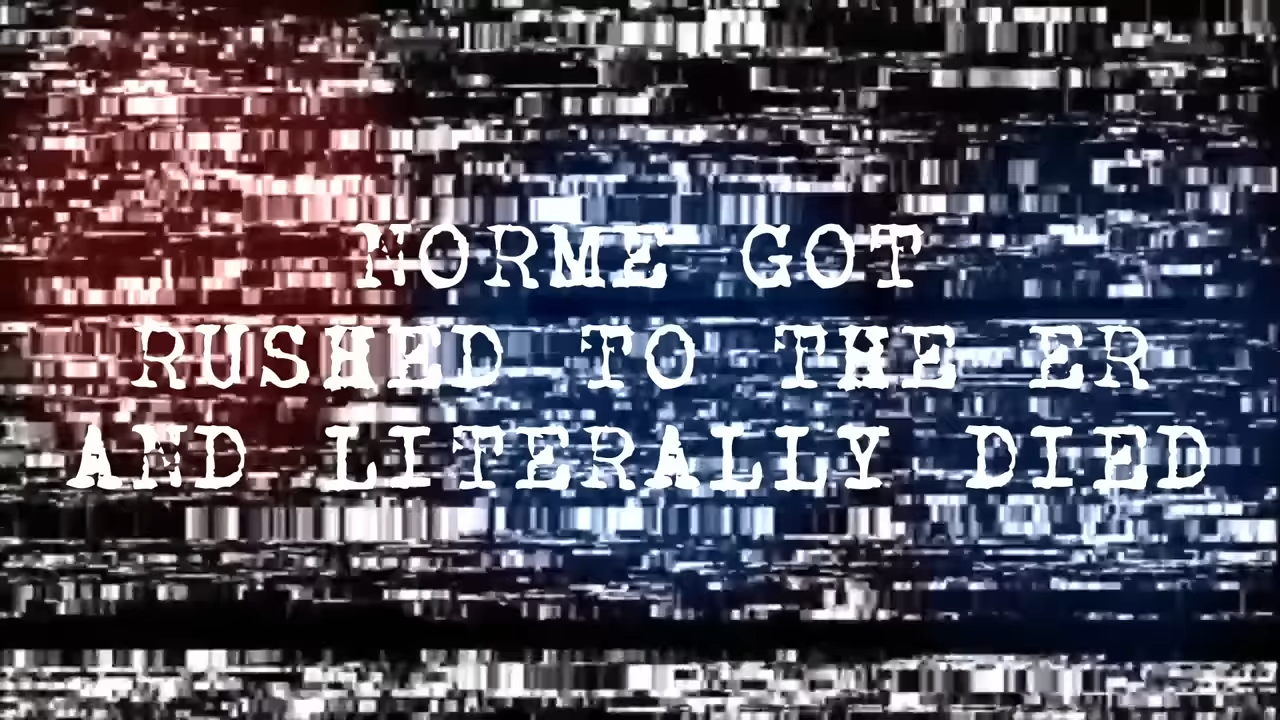 NORME GOT
RUSHED TO THE ER
AND LITERALLY DIED